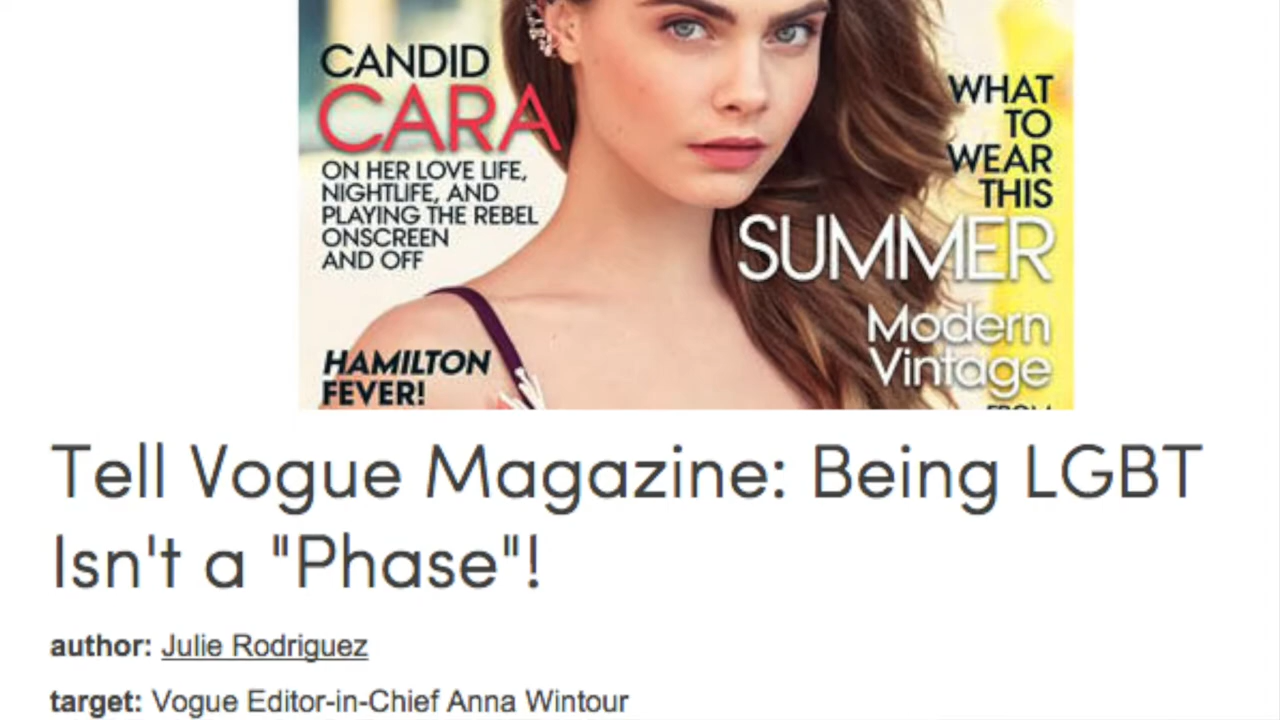 CANDID
CARA
ON HER LOVE LIFE,
NIGHTLIFE, AND
PLAYING THE REBEL
ONSCREEN
AND OFF
HAMILTON
FEVER!
WHAT
TO
WEAR
THIS
SUMMER
Modern
Vintage
FROM
Tell Vogue Magazine: Being LGBT
Isn't a "Phase"!
author: Julie Rodriguez
target: Vogue Editor-in-Chief Anna Wintour